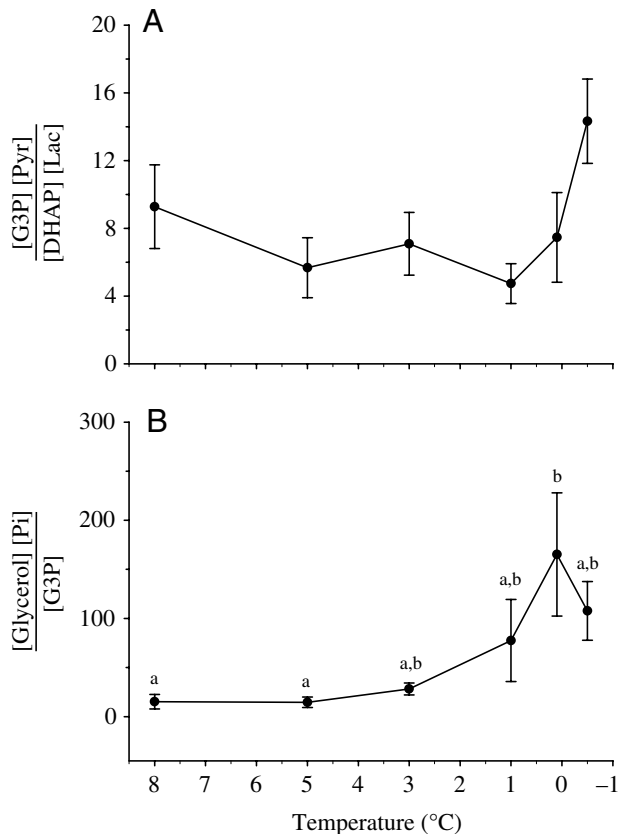 A
20
16
12
8
4
0
[G3P] [Pyr]
[DHAP] [Lac]
B
300
200
100
0
[Glycerol] [Pi]
[G3P]
a
a
a,b
a,b
b
a,b
8 7 6 5 4 3 2 1 0 −1
Temperature (°C)